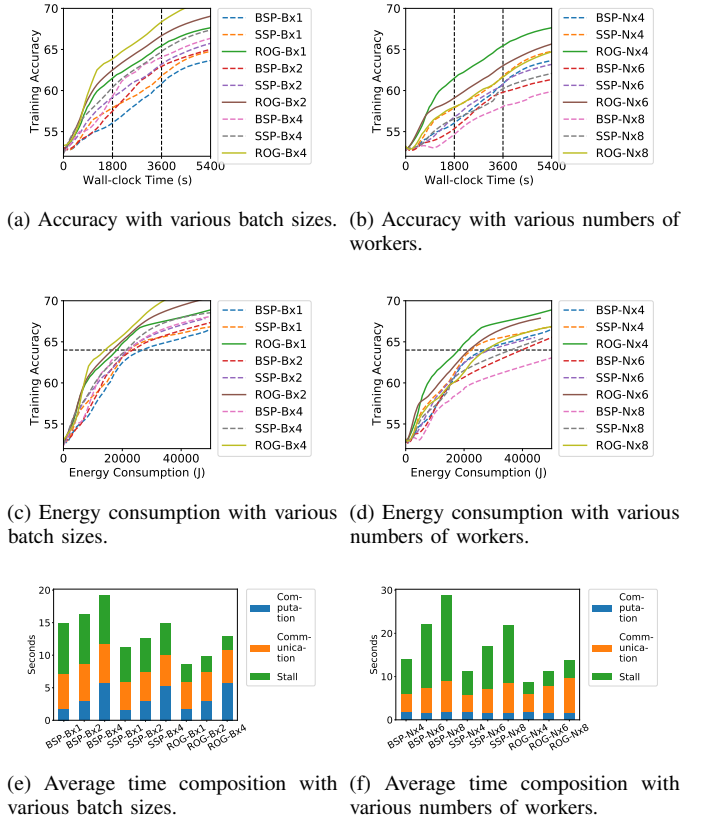 70
65
60
55
Training Accuracy
0
1800
3600
5400
Wall-clock Time (s)
BSP-Bx1
SSP-Bx1
ROG-Bx1
BSP-Bx2
SSP-Bx2
ROG-Bx2
BSP-Bx4
SSP-Bx4
ROG-Bx4
(a) Accuracy with various batch sizes.
70
65
60
55
Training Accuracy
0
1800
3600
5400
Wall-clock Time (s)
BSP-Nx4
SSP-Nx4
ROG-Nx4
BSP-Nx6
SSP-Nx6
ROG-Nx6
BSP-Nx8
SSP-Nx8
ROG-Nx8
(b) Accuracy with various numbers of
workers.
70
65
60
55
Training Accuracy
0
20000
40000
Energy Consumption (J)
BSP-Bx1
SSP-Bx1
ROG-Bx1
BSP-Bx2
SSP-Bx2
ROG-Bx2
BSP-Bx4
SSP-Bx4
ROG-Bx4
(c) Energy consumption with various
batch sizes.
70
65
60
55
Training Accuracy
0
20000
40000
Energy Consumption (J)
BSP-Nx4
SSP-Nx4
ROG-Nx4
BSP-Nx6
SSP-Nx6
ROG-Nx6
BSP-Nx8
SSP-Nx8
ROG-Nx8
(d) Energy consumption with various
numbers of workers.
20
15
10
5
0
Seconds
BSP-Bx1
BSP-Bx2
BSP-Bx4
SSP-Bx1
SSP-Bx2
SSP-Bx4
ROG-Bx1
ROG-Bx2
ROG-Bx4
Com-
puta-
tion
Comm-
unica-
tion
Stall
(e) Average time composition with
various batch sizes.
30
20
10
0
Seconds
BSP-Nx4
BSP-Nx6
BSP-Nx8
SSP-Nx4
SSP-Nx6
SSP-Nx8
ROG-Nx4
ROG-Nx6
ROG-Nx8
Com-
puta-
tion
Comm-
unica-
tion
Stall
(f) Average time composition with
various numbers of workers.